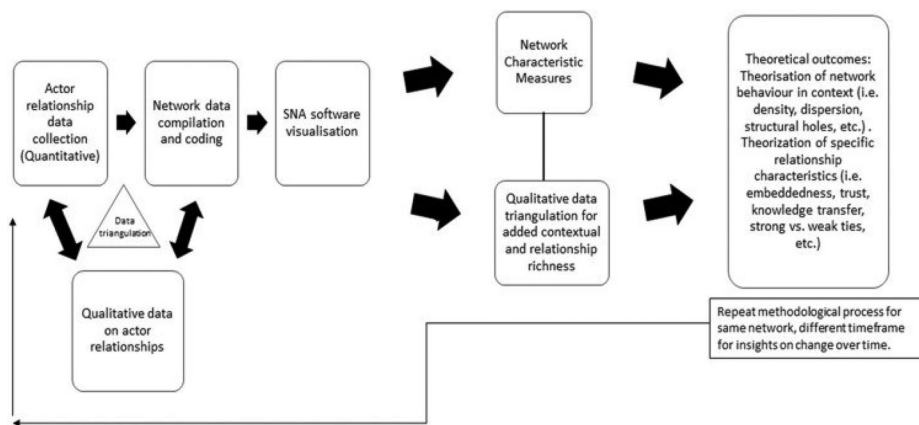 Actor
relationship
data
collection
(Quantitative)
Network data
compilation
and coding
SNA software
visualisation
Data
triangulation
Qualitative data
on actor
relationships
Network
Characteristic
Measures
Qualitative data
triangulation for
added contextual
and relationship
richness
Theoretical outcomes:
Theorisation of network
behaviour in context (i.e.
density, dispersion,
structural holes, etc.) .
Theorization of specific
relationship
characteristics (i.e.
embeddedness, trust,
knowledge transfer,
strong vs. weak ties,
etc.)
Repeat methodological process for
same network, different timeframe
for insights on change over time.